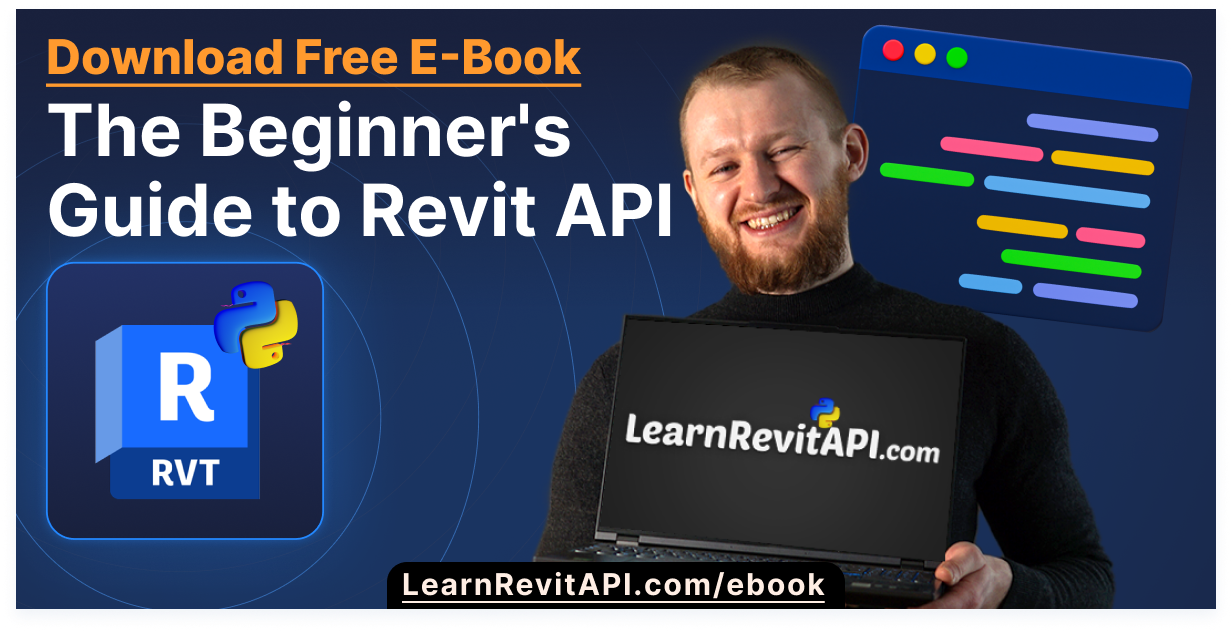 Download Free E-Book
The Beginner's
Guide to Revit API
R
RVT
LearnRevitAPI.com
LearnRevitAPI.com/ebook